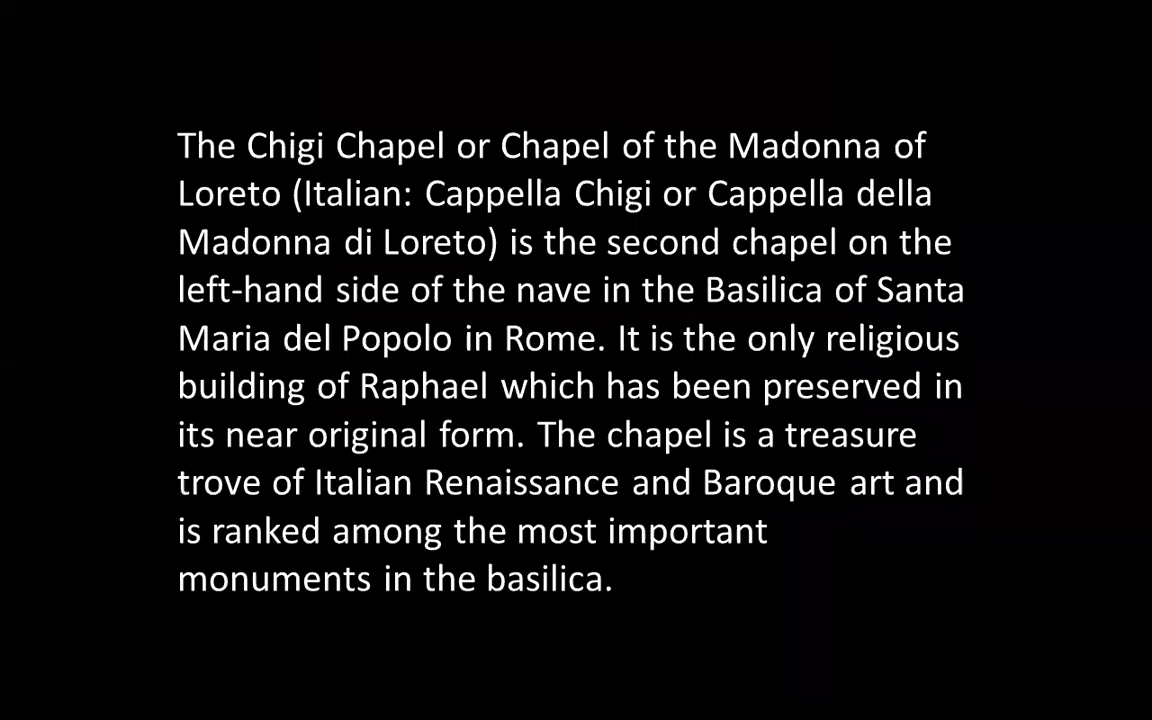 The Chigi Chapel or Chapel of the Madonna of
Loreto (Italian: Cappella Chigi or Cappella della
Madonna di Loreto) is the second chapel on the
left-hand side of the nave in the Basilica of Santa
Maria del Popolo in Rome. It is the only religious
building of Raphael which has been preserved in
its near original form. The chapel is a treasure
trove of Italian Renaissance and Baroque art and
is ranked among the most important
monuments in the basilica.